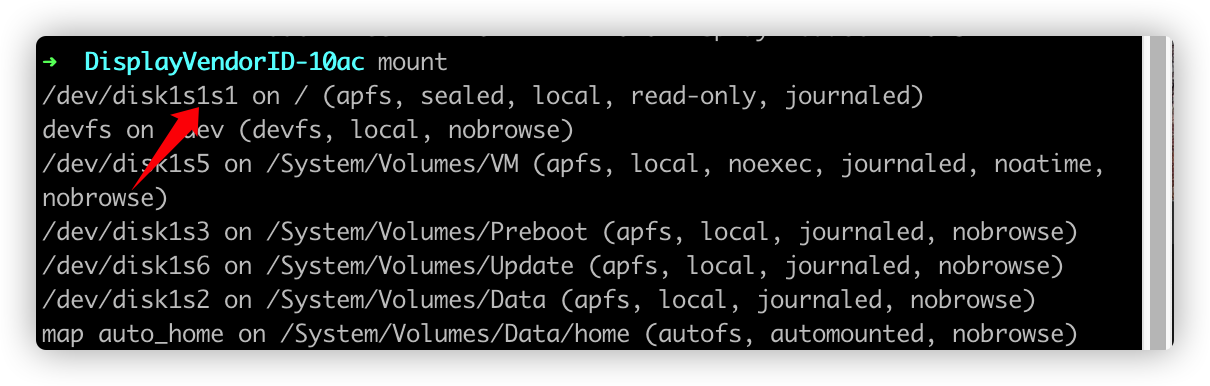 ➜  DisplayVendorID-10ac mount
/dev/disk1s1s1 on / (apfs, sealed, local, read-only, journaled)
devfs on /dev (devfs, local, nobrowse)
/dev/disk1s5 on /System/Volumes/VM (apfs, local, noexec, journaled, noatime,
nobrowse)
/dev/disk1s3 on /System/Volumes/Preboot (apfs, local, journaled, nobrowse)
/dev/disk1s6 on /System/Volumes/Update (apfs, local, journaled, nobrowse)
/dev/disk1s2 on /System/Volumes/Data (apfs, local, journaled, nobrowse)
map auto_home on /System/Volumes/Data/home (autofs, automounted, nobrowse)